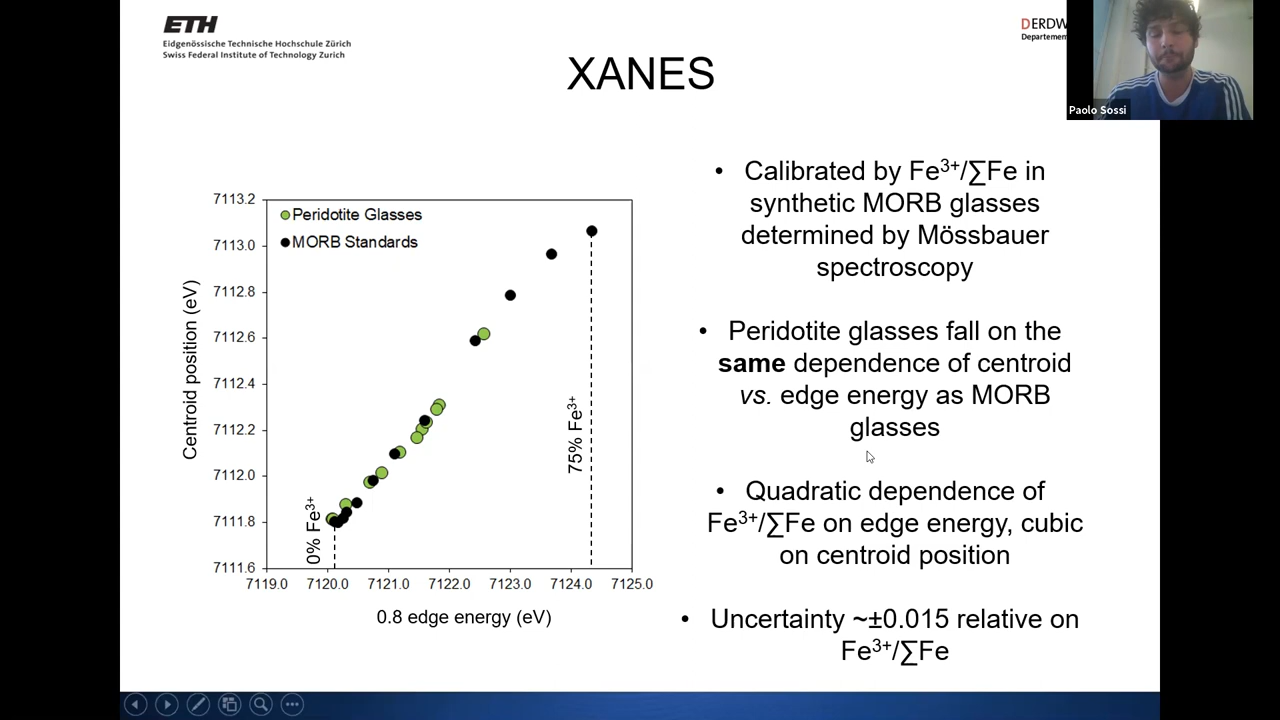 ETH
Eidgenössische Technische Hochschule Zürich
Swiss Federal Institute of Technology Zurich
DERDW
Departemen
Paolo Sossi
XANES
7113.2
7113.0
7112.8
7112.6
7112.4
7112.2
7112.0
7111.8
7111.6
Centroid position (eV)
Peridotite Glasses
MORB Standards
0% Fe³⁺
75% Fe³⁺
7119.0 7120.0 7121.0 7122.0 7123.0 7124.0 7125.0
0.8 edge energy (eV)
• Calibrated by Fe³⁺/∑Fe in
synthetic MORB glasses
determined by Mössbauer
spectroscopy
• Peridotite glasses fall on the
same dependence of centroid
vs. edge energy as MORB
glasses
• Quadratic dependence of
Fe³⁺/∑Fe on edge energy, cubic
on centroid position
• Uncertainty ~±0.015 relative on
Fe³⁺/∑Fe